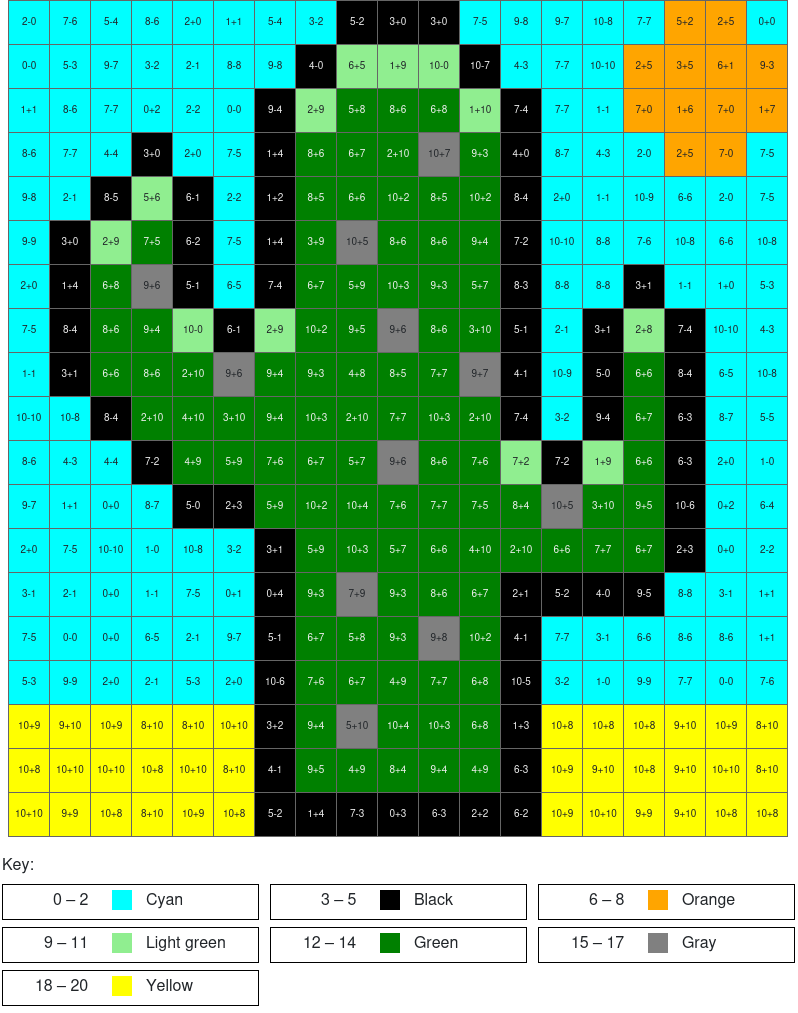 2-0 7-6 5-4 8-6 2+0 1+1 5-4 3-2 5-2 3+0 3+0 7-5 9-8 9-7 10-8 7-7 5+2 2+5 0+0
0-0 5-3 9-7 3-2 2-1 8-8 9-8 4-0 6+5 1+9 10-0 10-7 4-3 7-7 10-10 2+5 3+5 6+1 9-3
1+1 8-6 7-7 0+2 2-2 0-0 9-4 2+9 5+8 8+6 6+8 1+10 7-4 7-7 1-1 7+0 1+6 7+0 1+7
8-6 7-7 4-4 3+0 2+0 7-5 1+4 8+6 6+7 2+10 10+7 9+3 4+0 8-7 4-3 2-0 2+5 7-0 7-5
9-8 2-1 8-5 5+6 6-1 2-2 1+2 8+5 6+6 10+2 8+5 10+2 8-4 2+0 1-1 10-9 6-6 2-0 7-5
9-9 3+0 2+9 7+5 6-2 7-5 1+4 3+9 10+5 8+6 8+6 9+4 7-2 10-10 8-8 7-6 10-8 6-6 10-8
2+0 1+4 6+8 9+6 5-1 6-5 7-4 6+7 5+9 10+3 9+3 5+7 8-3 8-8 8-8 3+1 1-1 1+0 5-3
7-5 8-4 8+6 9+4 10-0 6-1 2+9 10+2 9+5 9+6 8+6 3+10 5-1 2-1 3+1 2+8 7-4 10-10 4-3
1-1 3+1 6+6 8+6 2+10 9+6 9+4 9+3 4+8 8+5 7+7 9+7 4-1 10-9 5-0 6+6 8-4 6-5 10-8
10-10 10-8 8-4 2+10 4+10 3+10 9+4 10+3 2+10 7+7 10+3 2+10 7-4 3-2 9-4 6+7 6-3 8-7 5-5
8-6 4-3 4-4 7-2 4+9 5+9 7+6 6+7 5+7 9+6 8+6 7+6 7+2 7-2 1+9 6+6 6-3 2+0 1-0
9-7 1+1 0+0 8-7 5-0 2+3 5+9 10+2 10+4 7+6 7+7 7+5 8+4 10+5 3+10 9+5 10-6 0+2 6-4
2+0 7-5 10-10 1-0 10-8 3-2 3+1 5+9 10+3 5+7 6+6 4+10 2+10 6+6 7+7 6+7 2+3 0+0 2-2
3-1 2-1 0+0 1-1 7-5 0+1 0+4 9+3 7+9 9+3 8+6 6+7 2+1 5-2 4-0 9-5 8-8 3-1 1+1
7-5 0-0 0+0 6-5 2-1 9-7 5-1 6+7 5+8 9+3 9+8 10+2 4-1 7-7 3-1 6-6 8-6 8-6 1+1
5-3 9-9 2+0 2-1 5-3 2+0 10-6 7+6 6+7 4+9 7+7 6+8 10-5 3-2 1-0 9-9 7-7 0-0 7-6
10+9 9+10 10+9 8+10 8+10 10+10 3+2 9+4 5+10 10+4 10+3 6+8 1+3 10+8 10+8 10+8 9+10 10+9 8+10
10+8 10+10 10+10 10+8 10+10 8+10 4-1 9+5 4+9 8+4 9+4 4+9 6-3 10+9 9+10 10+8 9+10 10+10 8+10
10+10 9+9 10+8 8+10 10+9 10+8 5-2 1+4 7-3 0+3 6-3 2+2 6-2 10+9 10+10 9+9 9+10 10+8 10+8
Key:
0 – 2 Cyan 3 – 5 Black 6 – 8 Orange
9 – 11 Light green 12 – 14 Green 15 – 17 Gray
18 – 20 Yellow